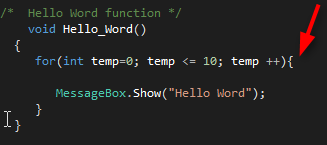 /*  Hello Word function */
void Hello_Word()
{
for(int temp=0; temp <= 10; temp ++){
MessageBox.Show("Hello Word");
}
}